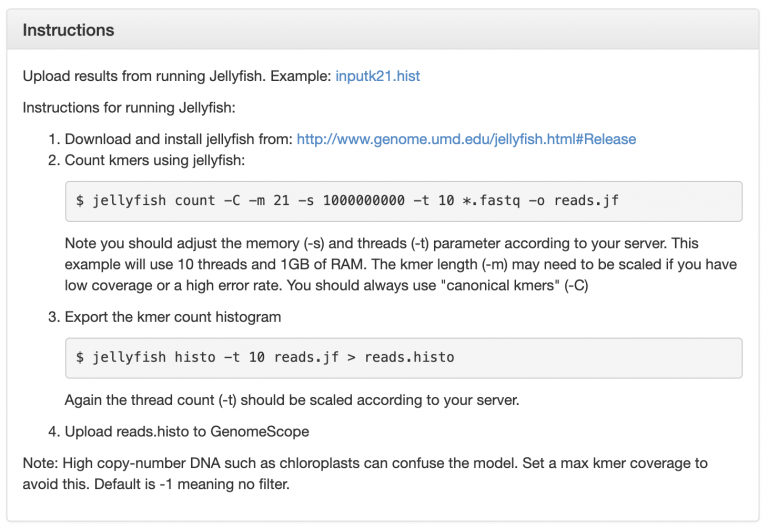 Instructions
Upload results from running Jellyfish. Example: inputk21.hist
Instructions for running Jellyfish:
1. Download and install jellyfish from: http://www.genome.umd.edu/jellyfish.html#Release
2. Count kmers using jellyfish:
$ jellyfish count -C -m 21 -s 1000000000 -t 10 *.fastq -o reads.jf
Note you should adjust the memory (-s) and threads (-t) parameter according to your server. This
example will use 10 threads and 1GB of RAM. The kmer length (-m) may need to be scaled if you have
low coverage or a high error rate. You should always use "canonical kmers" (-C)
3. Export the kmer count histogram
$ jellyfish histo -t 10 reads.jf > reads.histo
Again the thread count (-t) should be scaled according to your server.
4. Upload reads.histo to GenomeScope
Note: High copy-number DNA such as chloroplasts can confuse the model. Set a max kmer coverage to
avoid this. Default is -1 meaning no filter.